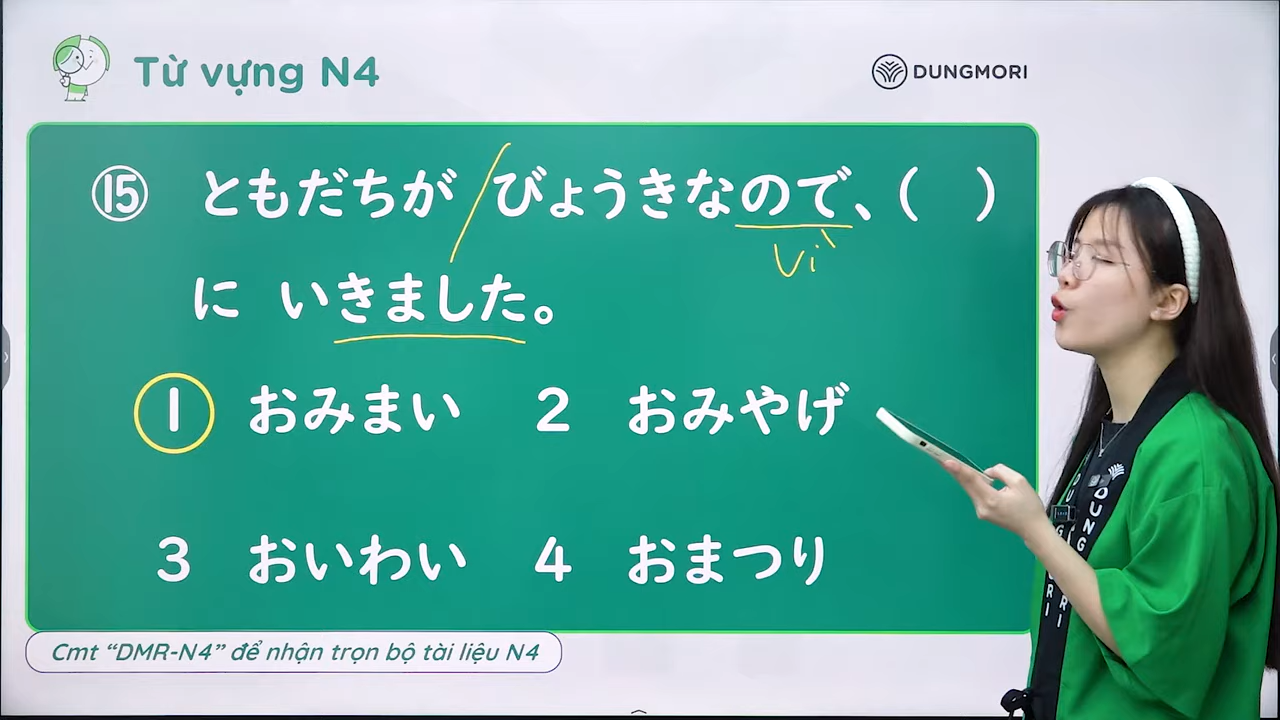 Từ vựng N4
DUNGMORI
⑮ ともだちが / びょうきなので、( )
Vì
に いきました。
1 おみまい 2 おみやげ
3 おいわい 4 おまつり
Cmt “DMR-N4” để nhận trọn bộ tài liệu N4
DUNGMORI